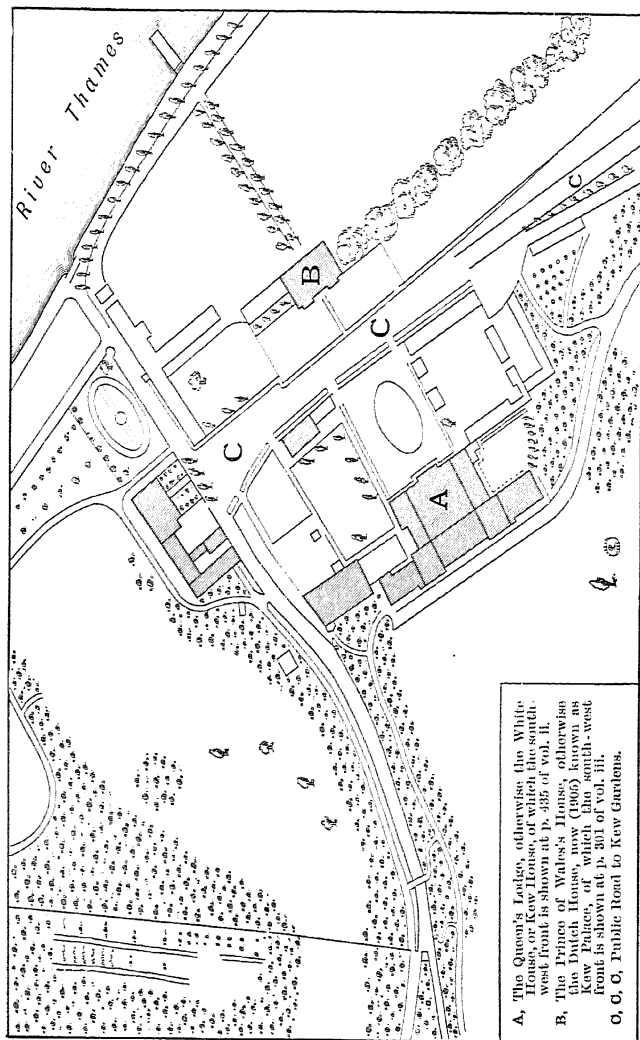 River Thames
B
C
C
C
A
A, The Queen's Lodge, otherwise the White
House, or Kew House, of which the south-
west front is shown at p. 435 of vol. ii.
B, The Prince of Wales's House, otherwise
the Dutch House, now (1905) known as
Kew Palace, of which the south-west
front is shown at p. 301 of vol. iii.
C, C, C, Public Road to Kew Gardens.